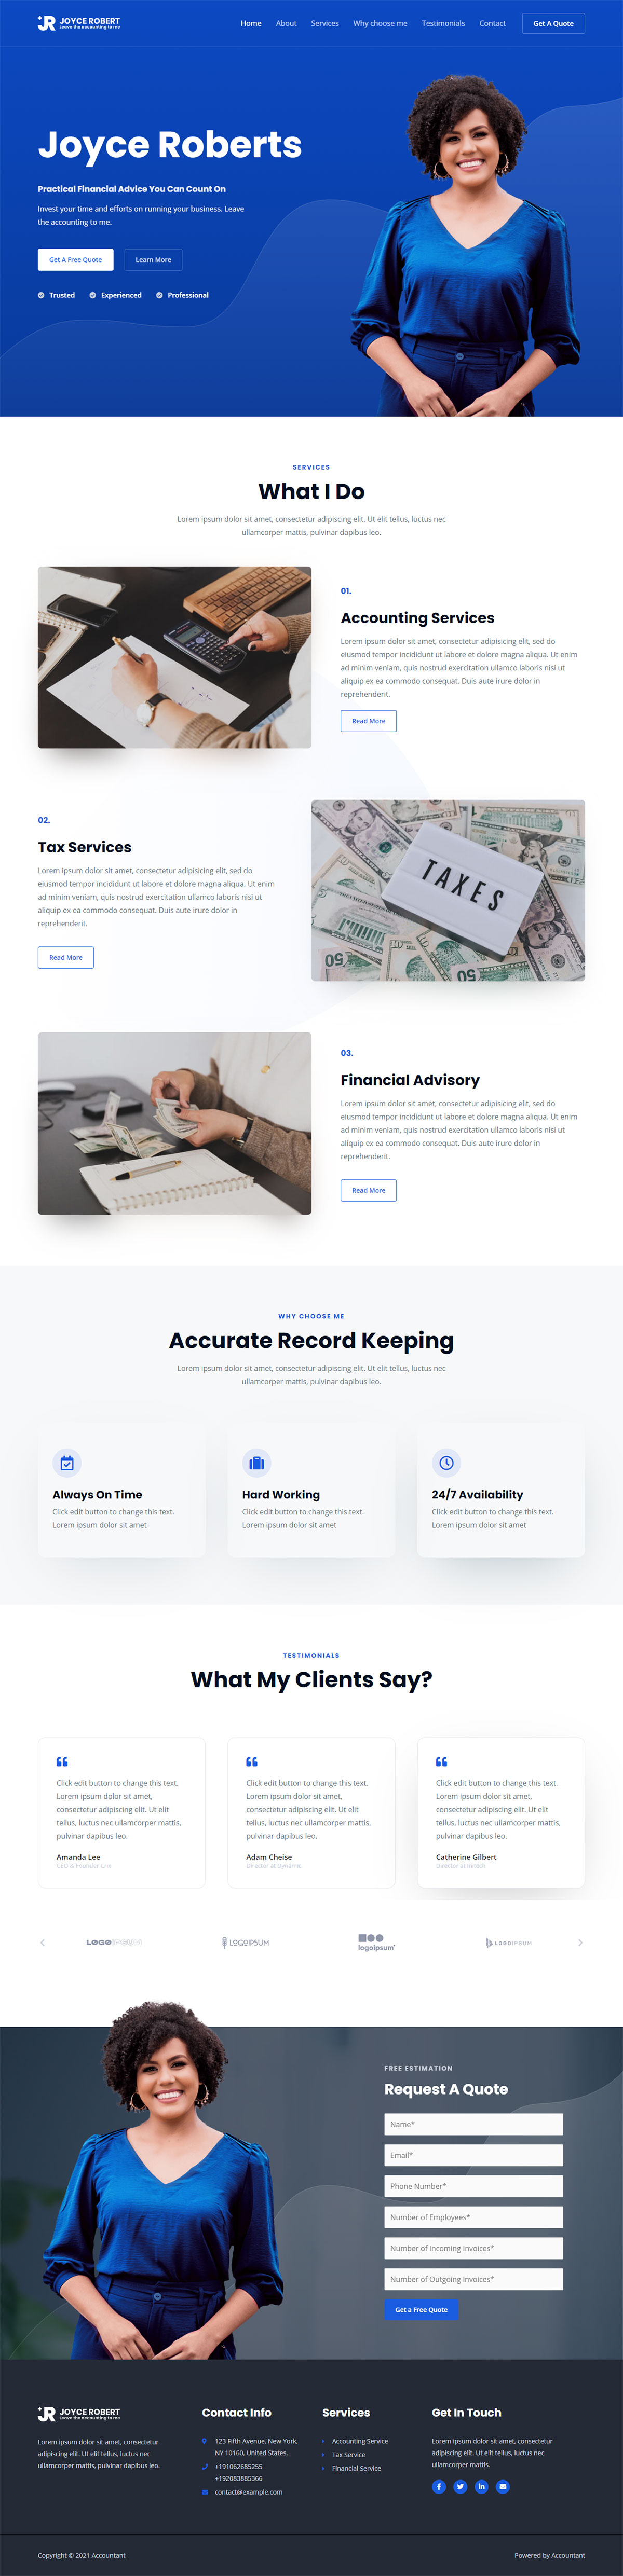 JOYCE ROBERT
Leave the accounting to me
Home About Services Why choose me Testimonials Contact Get A Quote
Joyce Roberts
Practical Financial Advice You Can Count On
Invest your time and efforts on running your business. Leave
the accounting to me.
Get A Free Quote Learn More
Trusted Experienced Professional
SERVICES
What I Do
Lorem ipsum dolor sit amet, consectetur adipiscing elit. Ut elit tellus, luctus nec
ullamcorper mattis, pulvinar dapibus leo.
01.
Accounting Services
Lorem ipsum dolor sit amet, consectetur adipisicing elit, sed do
eiusmod tempor incididunt ut labore et dolore magna aliqua. Ut enim
ad minim veniam, quis nostrud exercitation ullamco laboris nisi ut
aliquip ex ea commodo consequat. Duis aute irure dolor in
reprehenderit.
Read More
02.
Tax Services
Lorem ipsum dolor sit amet, consectetur adipisicing elit, sed do
eiusmod tempor incididunt ut labore et dolore magna aliqua. Ut enim
ad minim veniam, quis nostrud exercitation ullamco laboris nisi ut
aliquip ex ea commodo consequat. Duis aute irure dolor in
reprehenderit.
Read More
TAXES
03.
Financial Advisory
Lorem ipsum dolor sit amet, consectetur adipisicing elit, sed do
eiusmod tempor incididunt ut labore et dolore magna aliqua. Ut enim
ad minim veniam, quis nostrud exercitation ullamco laboris nisi ut
aliquip ex ea commodo consequat. Duis aute irure dolor in
reprehenderit.
Read More
WHY CHOOSE ME
Accurate Record Keeping
Lorem ipsum dolor sit amet, consectetur adipiscing elit. Ut elit tellus, luctus nec
ullamcorper mattis, pulvinar dapibus leo.
Always On Time
Click edit button to change this text.
Lorem ipsum dolor sit amet
Hard Working
Click edit button to change this text.
Lorem ipsum dolor sit amet
24/7 Availability
Click edit button to change this text.
Lorem ipsum dolor sit amet
TESTIMONIALS
What My Clients Say?
Click edit button to change this text.
Lorem ipsum dolor sit amet,
consectetur adipiscing elit. Ut elit
tellus, luctus nec ullamcorper mattis,
pulvinar dapibus leo.
Amanda Lee
CEO & Founder Crix
Click edit button to change this text.
Lorem ipsum dolor sit amet,
consectetur adipiscing elit. Ut elit
tellus, luctus nec ullamcorper mattis,
pulvinar dapibus leo.
Adam Cheise
Director at Dynamic
Click edit button to change this text.
Lorem ipsum dolor sit amet,
consectetur adipiscing elit. Ut elit
tellus, luctus nec ullamcorper mattis,
pulvinar dapibus leo.
Catherine Gilbert
LOGOIPSUM
LOGOIPSUM
logoipsum
LOGOIPSUM
FREE ESTIMATION
Request A Quote
Name*
Email*
Phone Number*
Number of Employees*
Number of Incoming Invoices*
Number of Outgoing Invoices*
Get a Free Quote
JOYCE ROBERT
Leave the accounting to me
Lorem ipsum dolor sit amet, consectetur
adipiscing elit. Ut elit tellus, luctus nec
ullamcorper mattis, pulvinar dapibus leo.
Contact Info
123 Fifth Avenue, New York,
NY 10160, United States.
+191062685255
+192083885366
contact@example.com
Services
Accounting Service
Tax Service
Financial Service
Get In Touch
Lorem ipsum dolor sit amet, consectetur
adipiscing elit. Ut elit tellus, luctus nec
ullamcorper mattis.
Copyright © 2021 Accountant
Powered by Accountant